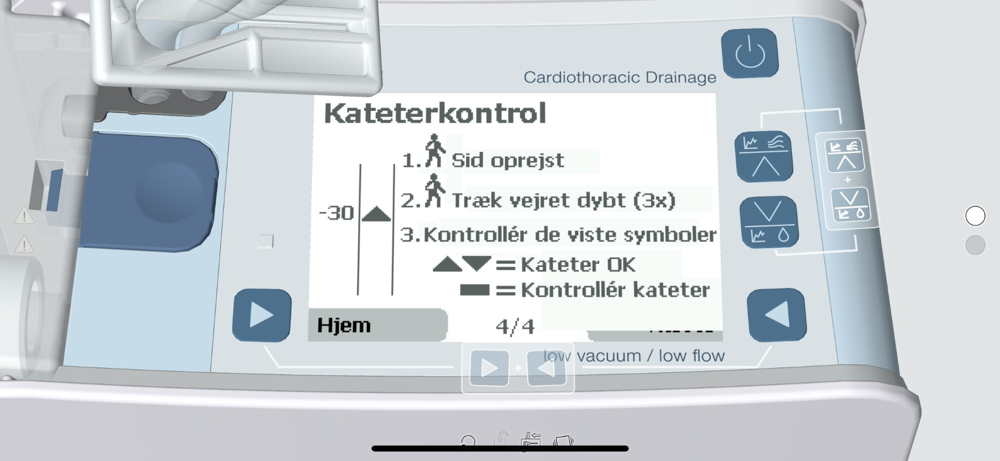 Cardiothoracic Drainage
Kateterkontrol
1. Sid oprejst
2. Træk vejret dybt (3x)
-30
3. Kontrollér de viste symboler
= Kateter OK
= Kontrollér kateter
Hjem
4/4
low vacuum / low flow